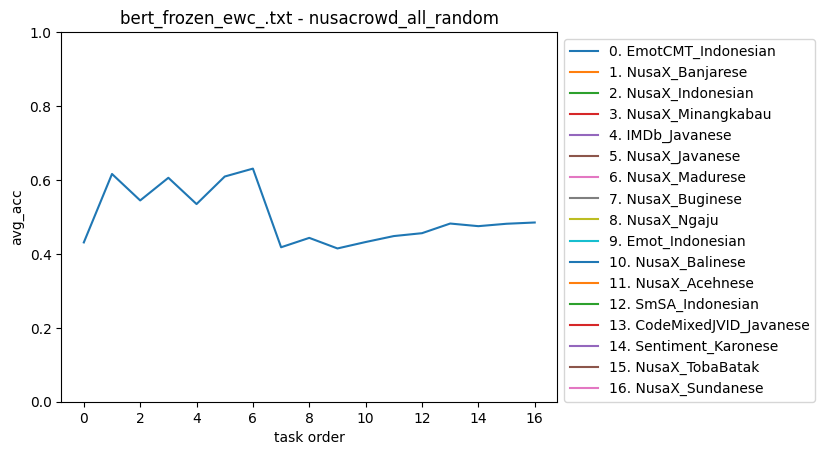 bert_frozen_ewc_.txt - nusacrowd_all_random
1.0
0.8
0.6
0.4
0.2
0.0
avg_acc
0 2 4 6 8 10 12 14 16
task order
0. EmotCMT_Indonesian
1. NusaX_Banjarese
2. NusaX_Indonesian
3. NusaX_Minangkabau
4. IMDb_Javanese
5. NusaX_Javanese
6. NusaX_Madurese
7. NusaX_Buginese
8. NusaX_Ngaju
9. Emot_Indonesian
10. NusaX_Balinese
11. NusaX_Acehnese
12. SmSA_Indonesian
13. CodeMixedJVID_Javanese
14. Sentiment_Karonese
15. NusaX_TobaBatak
16. NusaX_Sundanese